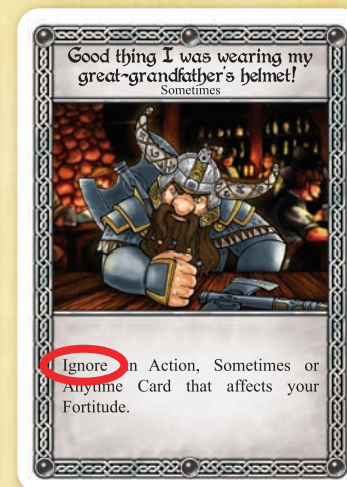 Good thing I was wearing my
great-grandfather's helmet!
Sometimes
Ignore an Action, Sometimes or
Anytime Card that affects your
Fortitude.